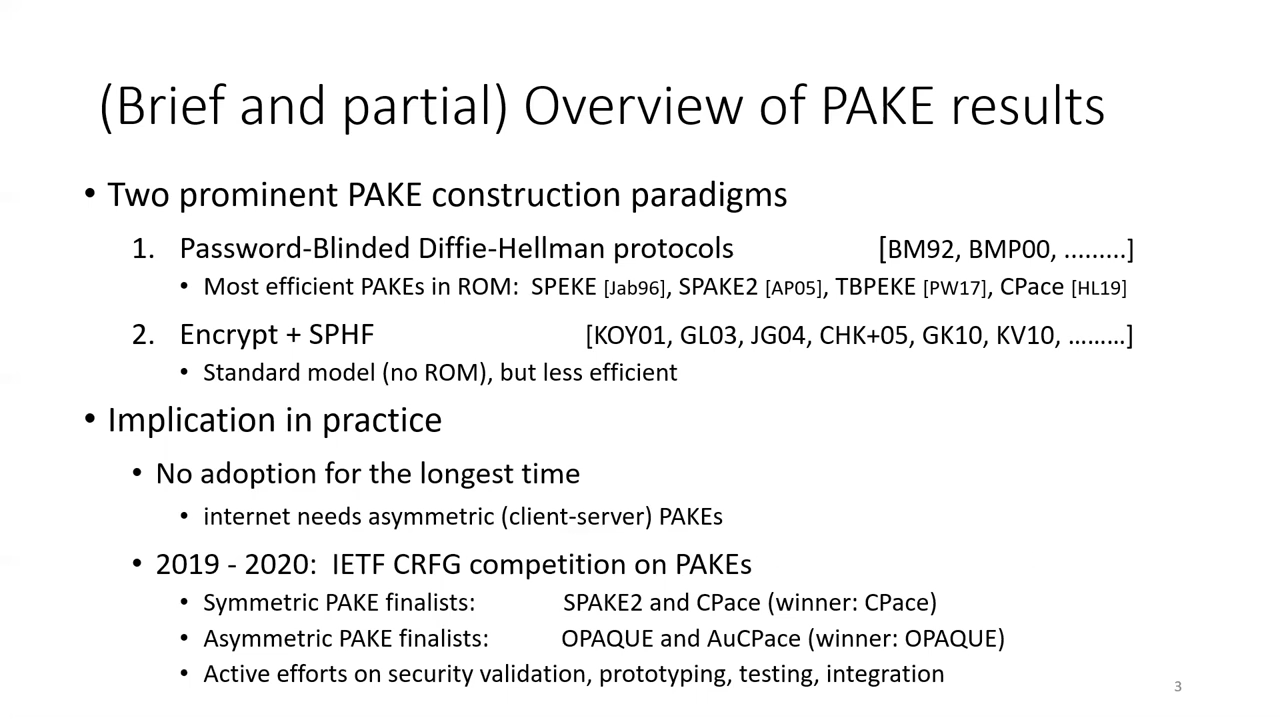 (Brief and partial) Overview of PAKE results
• Two prominent PAKE construction paradigms
1. Password-Blinded Diffie-Hellman protocols [BM92, BMP00, .........]
• Most efficient PAKEs in ROM: SPEKE [Jab96], SPAKE2 [AP05], TBPEKE [PW17], CPace [HL19]
2. Encrypt + SPHF [KOY01, GL03, JG04, CHK+05, GK10, KV10, .........]
• Standard model (no ROM), but less efficient
• Implication in practice
• No adoption for the longest time
• internet needs asymmetric (client-server) PAKEs
• 2019 - 2020: IETF CRFG competition on PAKEs
• Symmetric PAKE finalists: SPAKE2 and CPace (winner: CPace)
• Asymmetric PAKE finalists: OPAQUE and AuCPace (winner: OPAQUE)
• Active efforts on security validation, prototyping, testing, integration
3